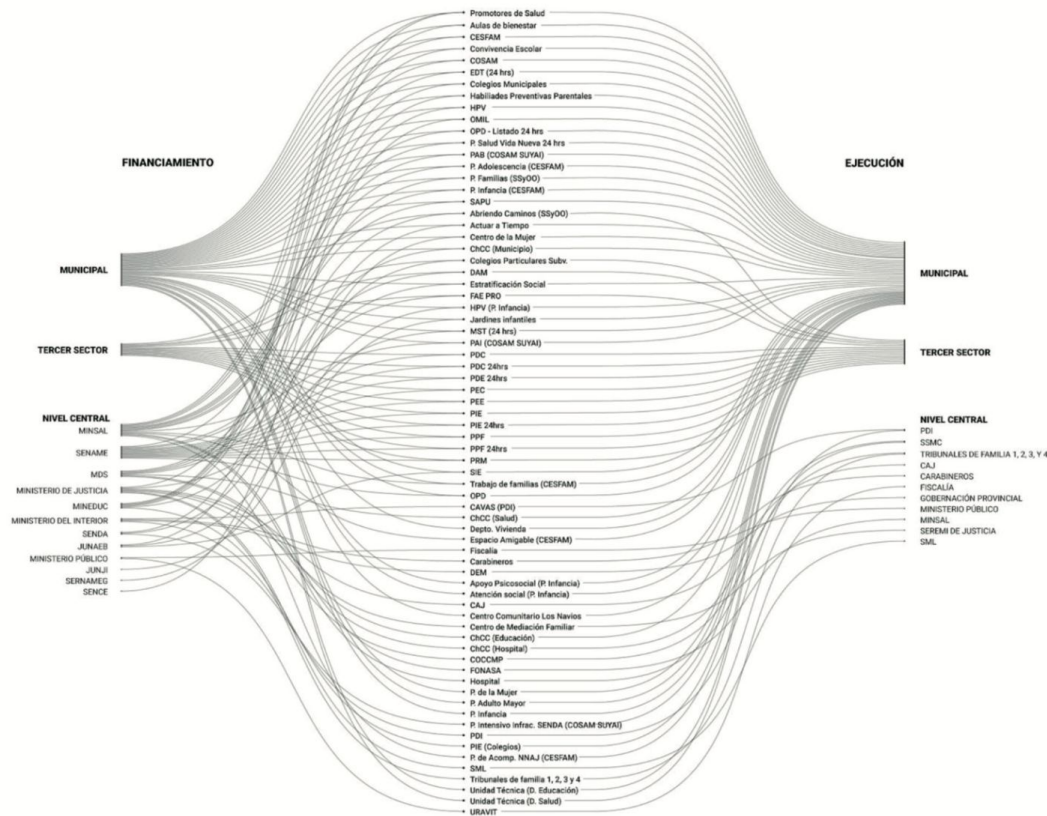 FINANCIAMIENTO
MUNICIPAL
TERCER SECTOR
NIVEL CENTRAL
MINSAL
SENAME
MDS
MINISTERIO DE JUSTICIA
MINEDUC
MINISTERIO DEL INTERIOR
SENDA
JUNAEB
MINISTERIO PÚBLICO
JUNJI
SERNAMEG
SENCE
Promotores de Salud
Aulas de bienestar
CESFAM
Convivencia Escolar
COSAM
EDT (24 hrs)
Colegios Municipales
Habiliades Preventivas Parentales
HPV
OMIL
OPD - Listado 24 hrs
P. Salud Vida Nueva 24 hrs
PAB (COSAM SUYAI)
P. Adolescencia (CESFAM)
P. Familias (SSyOO)
P. Infancia (CESFAM)
SAPU
Abriendo Caminos (SSyOO)
Actuar a Tiempo
Centro de la Mujer
ChCC (Municipio)
Colegios Particulares Subv.
DAM
Estratificación Social
FAE PRO
HPV (P. Infancia)
Jardines infantiles
MST (24 hrs)
PAI (COSAM SUYAI)
PDC
PDC 24hrs
PDE 24hrs
PEC
PEE
PIE
PIE 24hrs
PPF
PPF 24hrs
PRM
SIE
Trabajo de familias (CESFAM)
OPD
CAVAS (PDI)
ChCC (Salud)
Depto. Vivienda
Espacio Amigable (CESFAM)
Fiscalía
Carabineros
DEM
Apoyo Psicosocial (P. Infancia)
Atención social (P. Infancia)
CAJ
Centro Comunitario Los Navios
Centro de Mediación Familiar
ChCC (Educación)
ChCC (Hospital)
COCCMP
FONASA
Hospital
P. de la Mujer
P. Adulto Mayor
P. Infancia
P. Intensivo infrac. SENDA (COSAM SUYAI)
PDI
PIE (Colegios)
P. de Acomp. NNAJ (CESFAM)
SML
Tribunales de familia 1, 2, 3 y 4
Unidad Técnica (D. Educación)
Unidad Técnica (D. Salud)
URAVIT
EJECUCIÓN
MUNICIPAL
TERCER SECTOR
NIVEL CENTRAL
PDI
SSMC
TRIBUNALES DE FAMILIA 1, 2, 3, Y 4
CAJ
CARABINEROS
FISCALÍA
GOBERNACIÓN PROVINCIAL
MINISTERIO PÚBLICO
MINSAL
SEREMI DE JUSTICIA
SML